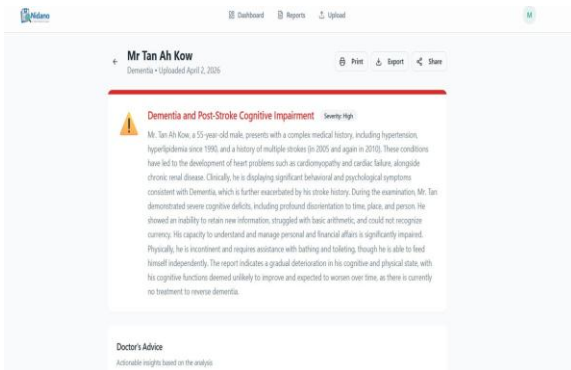 Nidano
Dashboard Reports Upload M
Mr Tan Ah Kow
Dementia • Uploaded April 2, 2026
Print Export Share
Dementia and Post-Stroke Cognitive Impairment Severity: High
Mr. Tan Ah Kow, a 55-year-old male, presents with a complex medical history, including hypertension,
hyperlipidemia since 1990, and a history of multiple strokes (in 2005 and again in 2010). These conditions
have led to the development of heart problems such as cardiomyopathy and cardiac failure, alongside
chronic renal disease. Clinically, he is displaying significant behavioral and psychological symptoms
consistent with Dementia, which is further exacerbated by his stroke history. During the examination, Mr. Tan
demonstrated severe cognitive deficits, including profound disorientation to time, place, and person. He
showed an inability to retain new information, struggled with basic arithmetic, and could not recognize
currency. His capacity to understand and manage personal and financial affairs is significantly impaired.
Physically, he is incontinent and requires assistance with bathing and toileting, though he is able to feed
himself independently. The report indicates a gradual deterioration in his cognitive and physical state, with
his cognitive functions deemed unlikely to improve and expected to worsen over time, as there is currently
no treatment to reverse dementia.
Doctor's Advice
Actionable insights based on the analysis